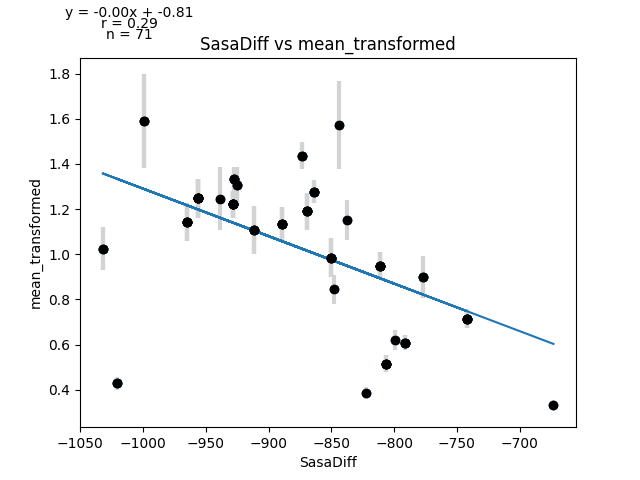 y = -0.00x + -0.81
r = 0.29
n = 71
SasaDiff vs mean_transformed
1.8
1.6
1.4
1.2
1.0
0.8
0.6
0.4
mean_transformed
−1050 −1000 −950 −900 −850 −800 −750 −700
SasaDiff